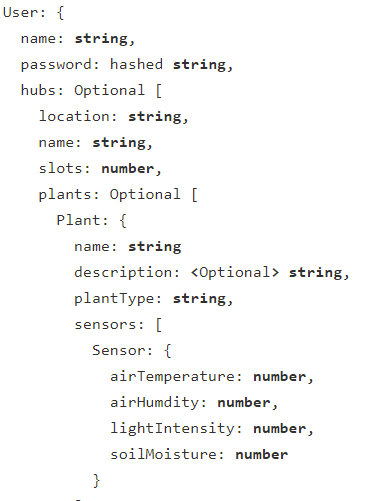 User: {
name: string,
password: hashed string,
hubs: Optional [
location: string,
name: string,
slots: number,
plants: Optional [
Plant: {
name: string
description: <Optional> string,
plantType: string,
sensors: [
Sensor: {
airTemperature: number,
airHumdity: number,
lightIntensity: number,
soilMoisture: number
}